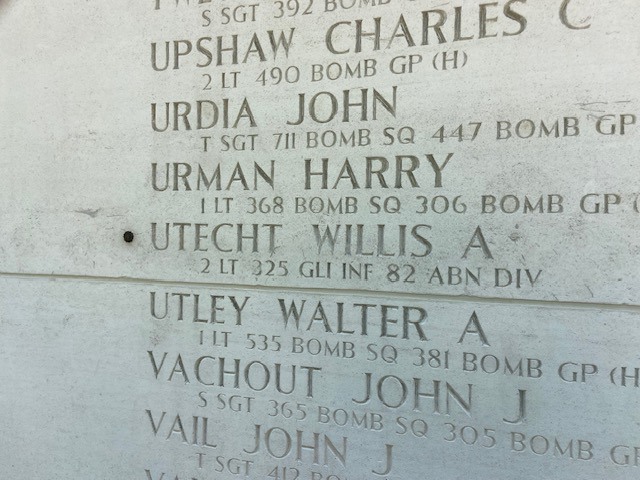 S SGT 392 BOMB
UPSHAW CHARLES C
2 LT 490 BOMB GP (H)
URDIA JOHN
T SGT 711 BOMB SQ 447 BOMB GP
URMAN HARRY
1 LT 368 BOMB SQ 306 BOMB GP (
UTECHT WILLIS A
2 LT 325 GLI INF 82 ABN DIV
UTLEY WALTER A
1 LT 535 BOMB SQ 381 BOMB GP (H
VACHOUT JOHN J
S SGT 365 BOMB SQ 305 BOMB GP
VAIL JOHN J
T SGT 412 BOMB